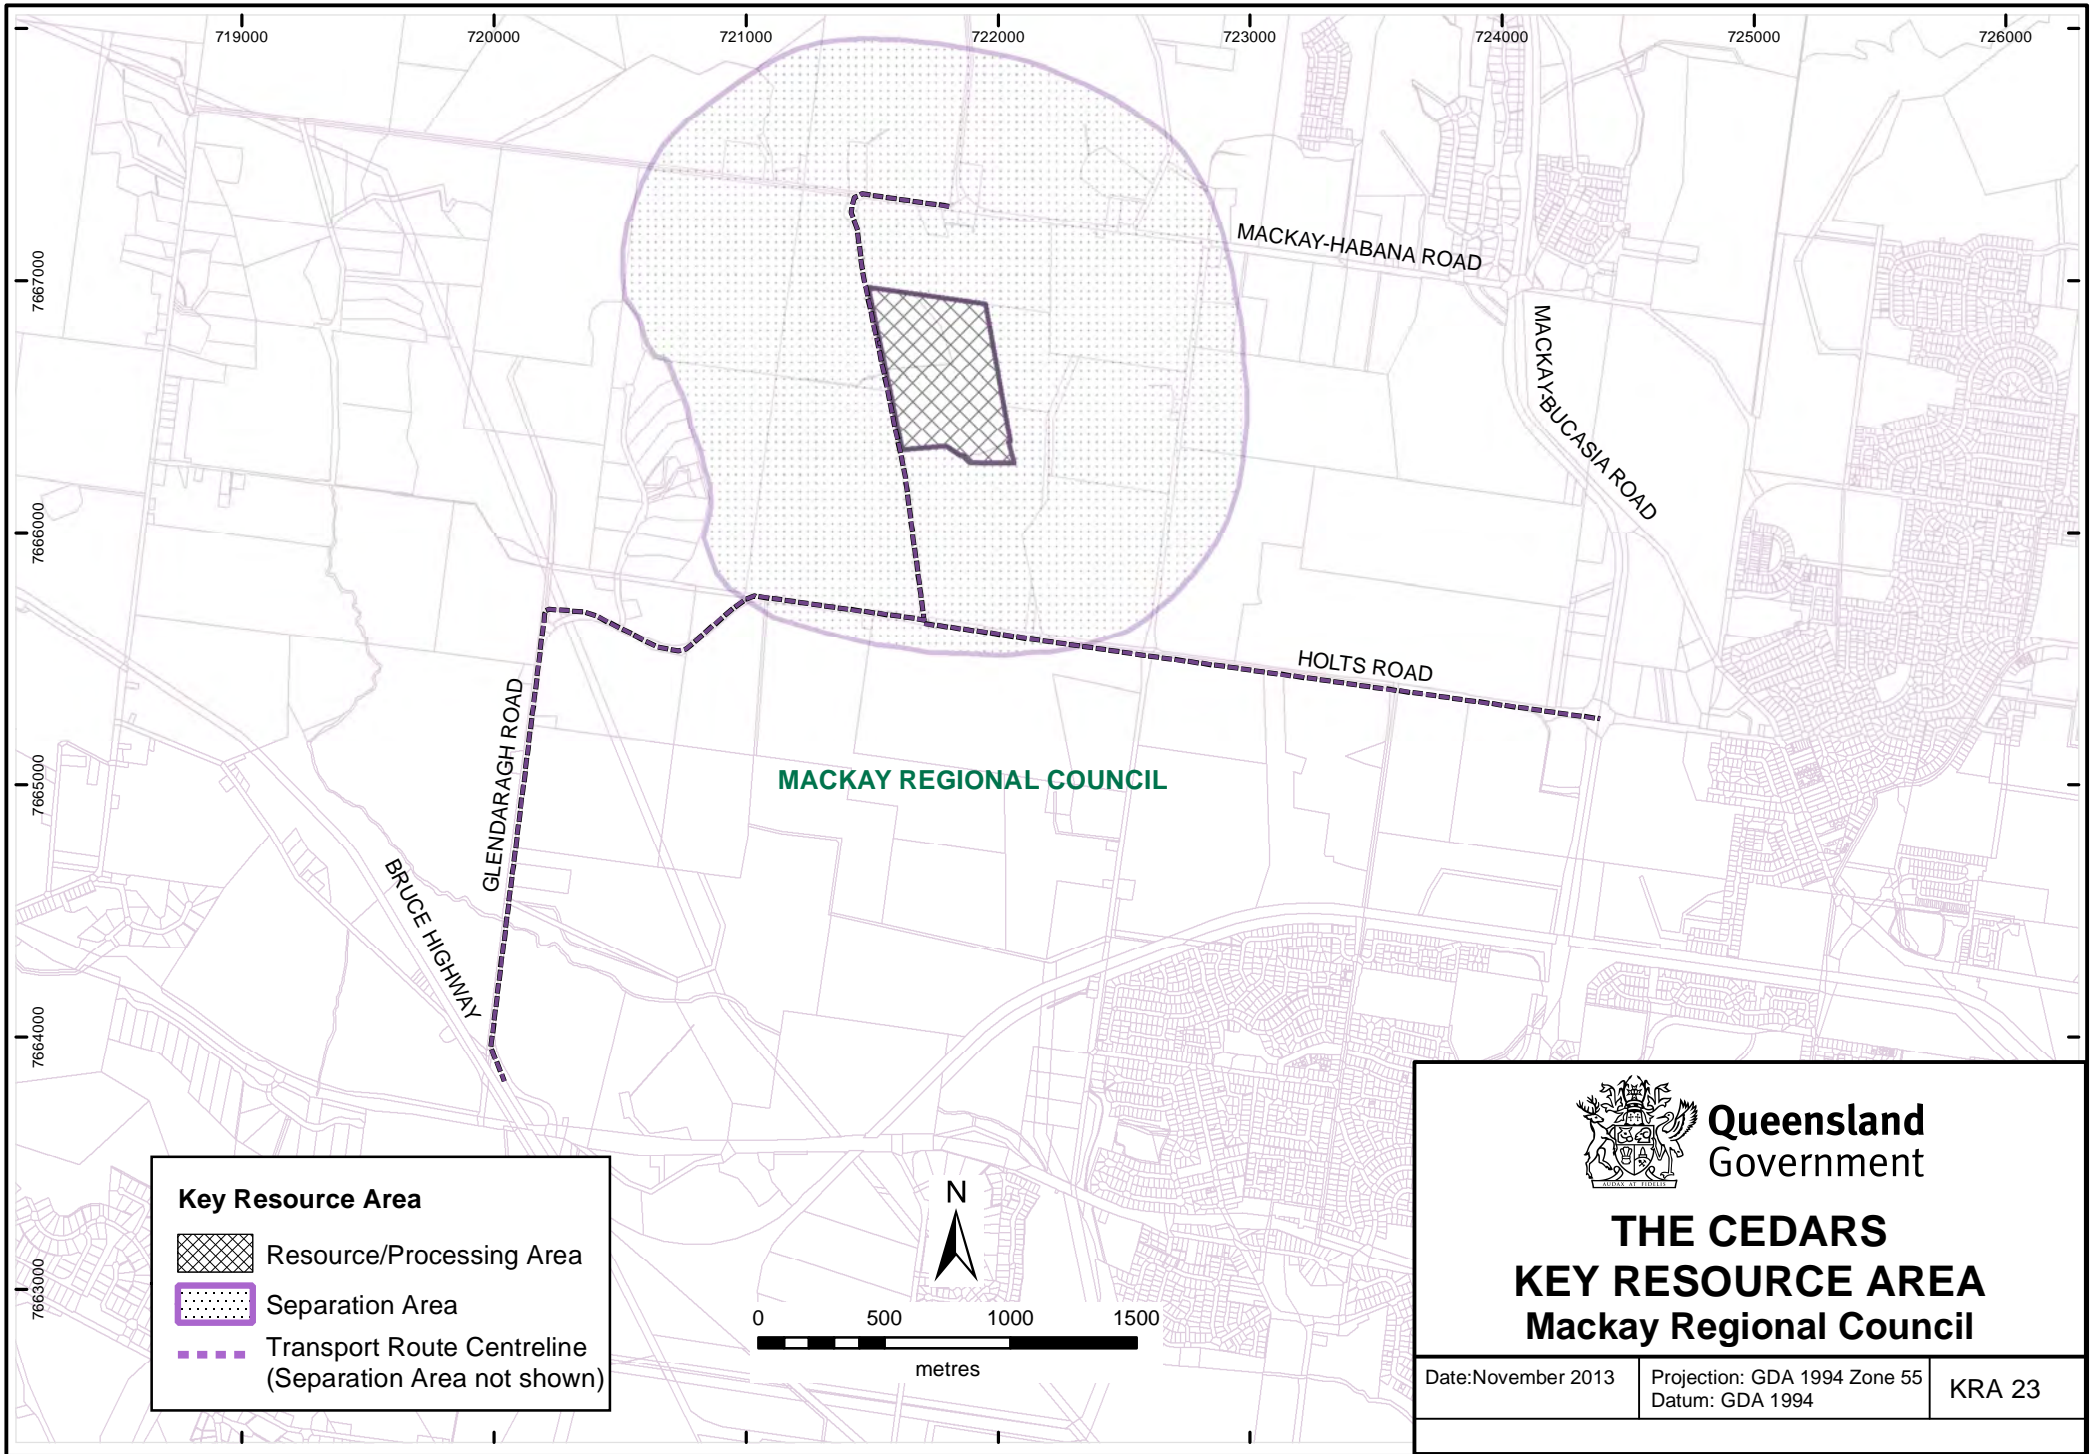 719000
720000
721000
722000
723000
724000
725000
726000
7667000
7666000
7665000
7664000
7663000
MACKAY-HABANA ROAD
MACKAY-BUCASIA ROAD
HOLTS ROAD
GLENDARAGH ROAD
BRUCE HIGHWAY
MACKAY REGIONAL COUNCIL
Key Resource Area
Resource/Processing Area
Separation Area
Transport Route Centreline
(Separation Area not shown)
N
0 500 1000 1500
metres
AUDAX AT FIDELIS
Queensland
Government
THE CEDARS
KEY RESOURCE AREA
Mackay Regional Council
Date:November 2013
Projection: GDA 1994 Zone 55
Datum: GDA 1994
KRA 23